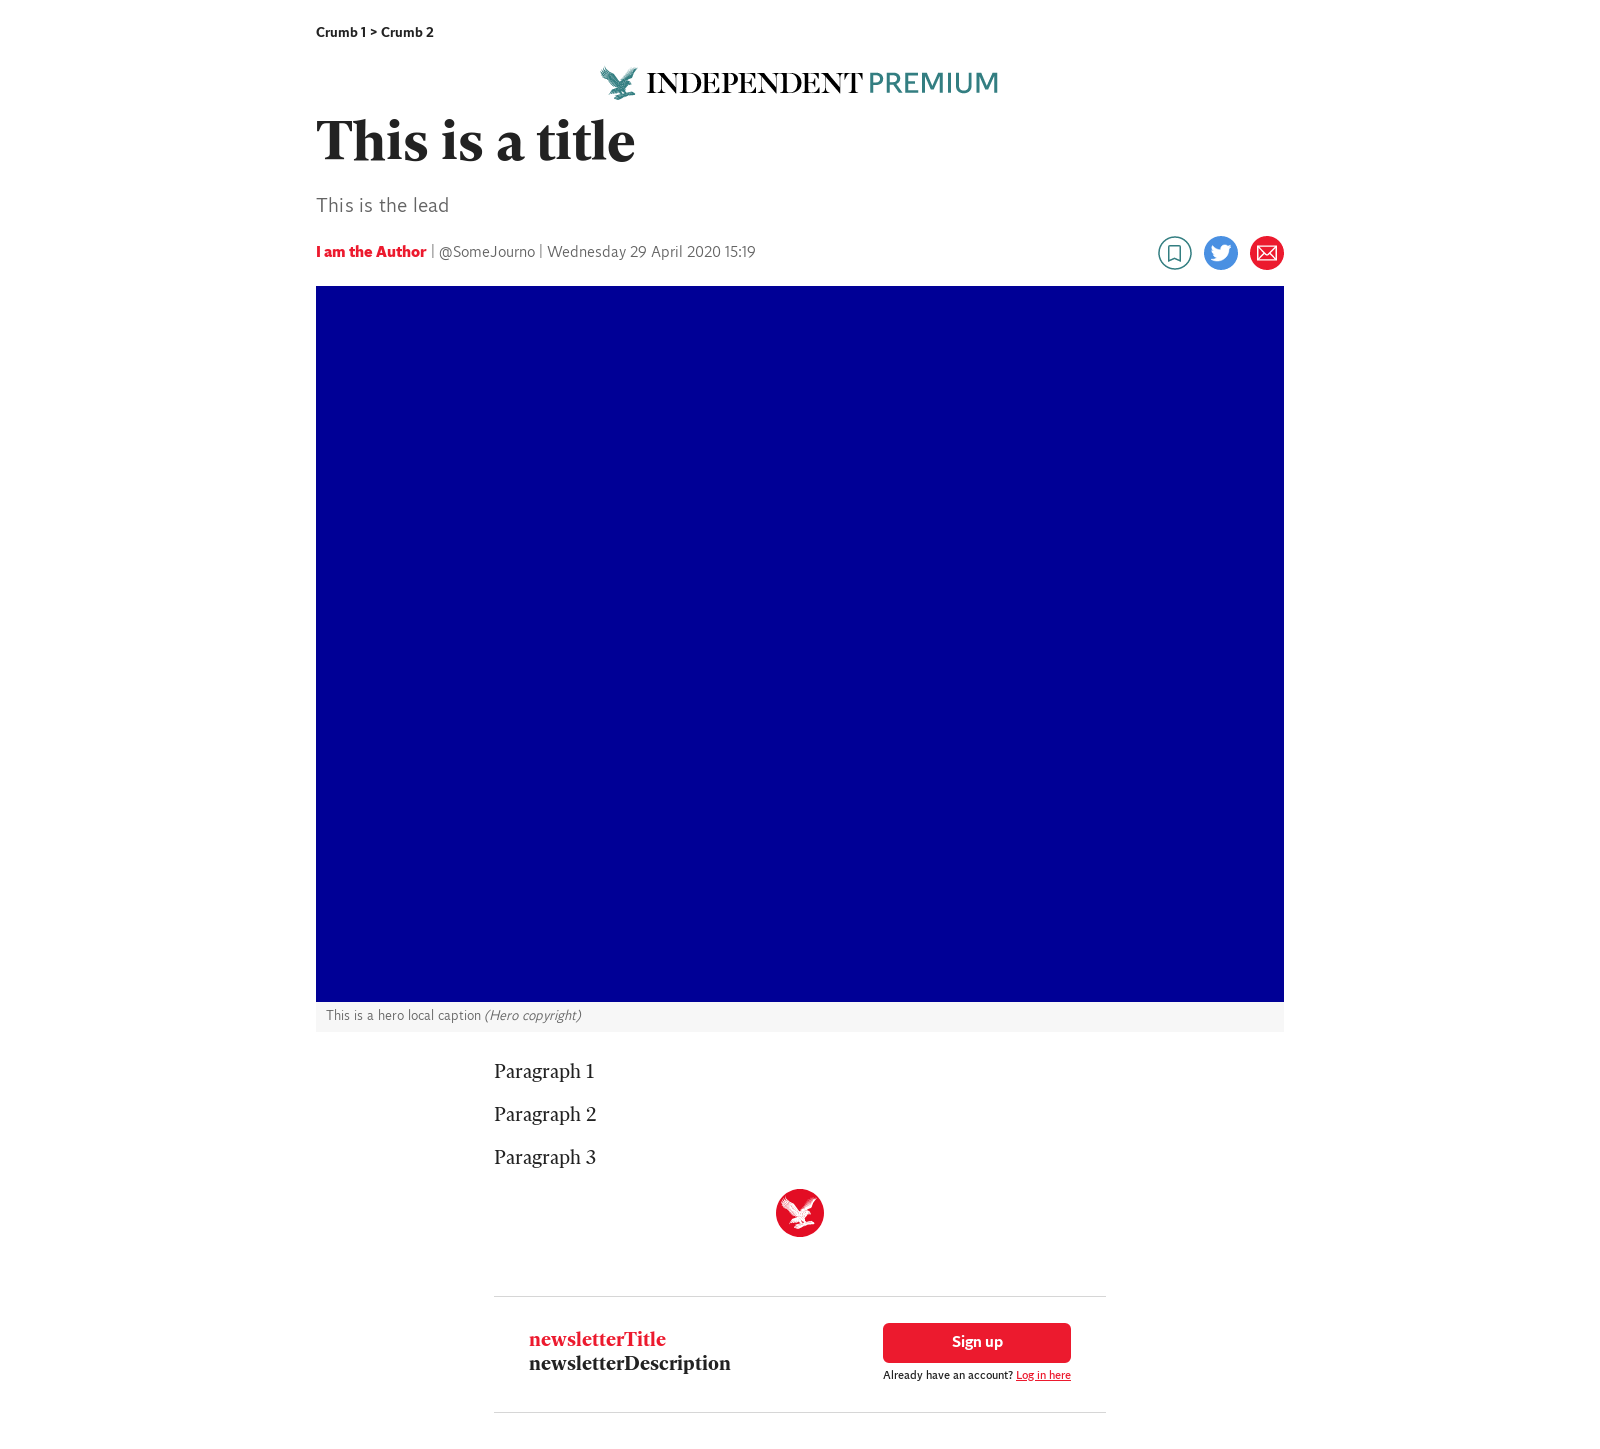 Crumb 1 > Crumb 2
INDEPENDENT PREMIUM
This is a title
This is the lead
I am the Author | @SomeJourno | Wednesday 29 April 2020 15:19
This is a hero local caption (Hero copyright)
Paragraph 1
Paragraph 2
Paragraph 3
newsletterTitle
newsletterDescription
Sign up
Already have an account? Log in here